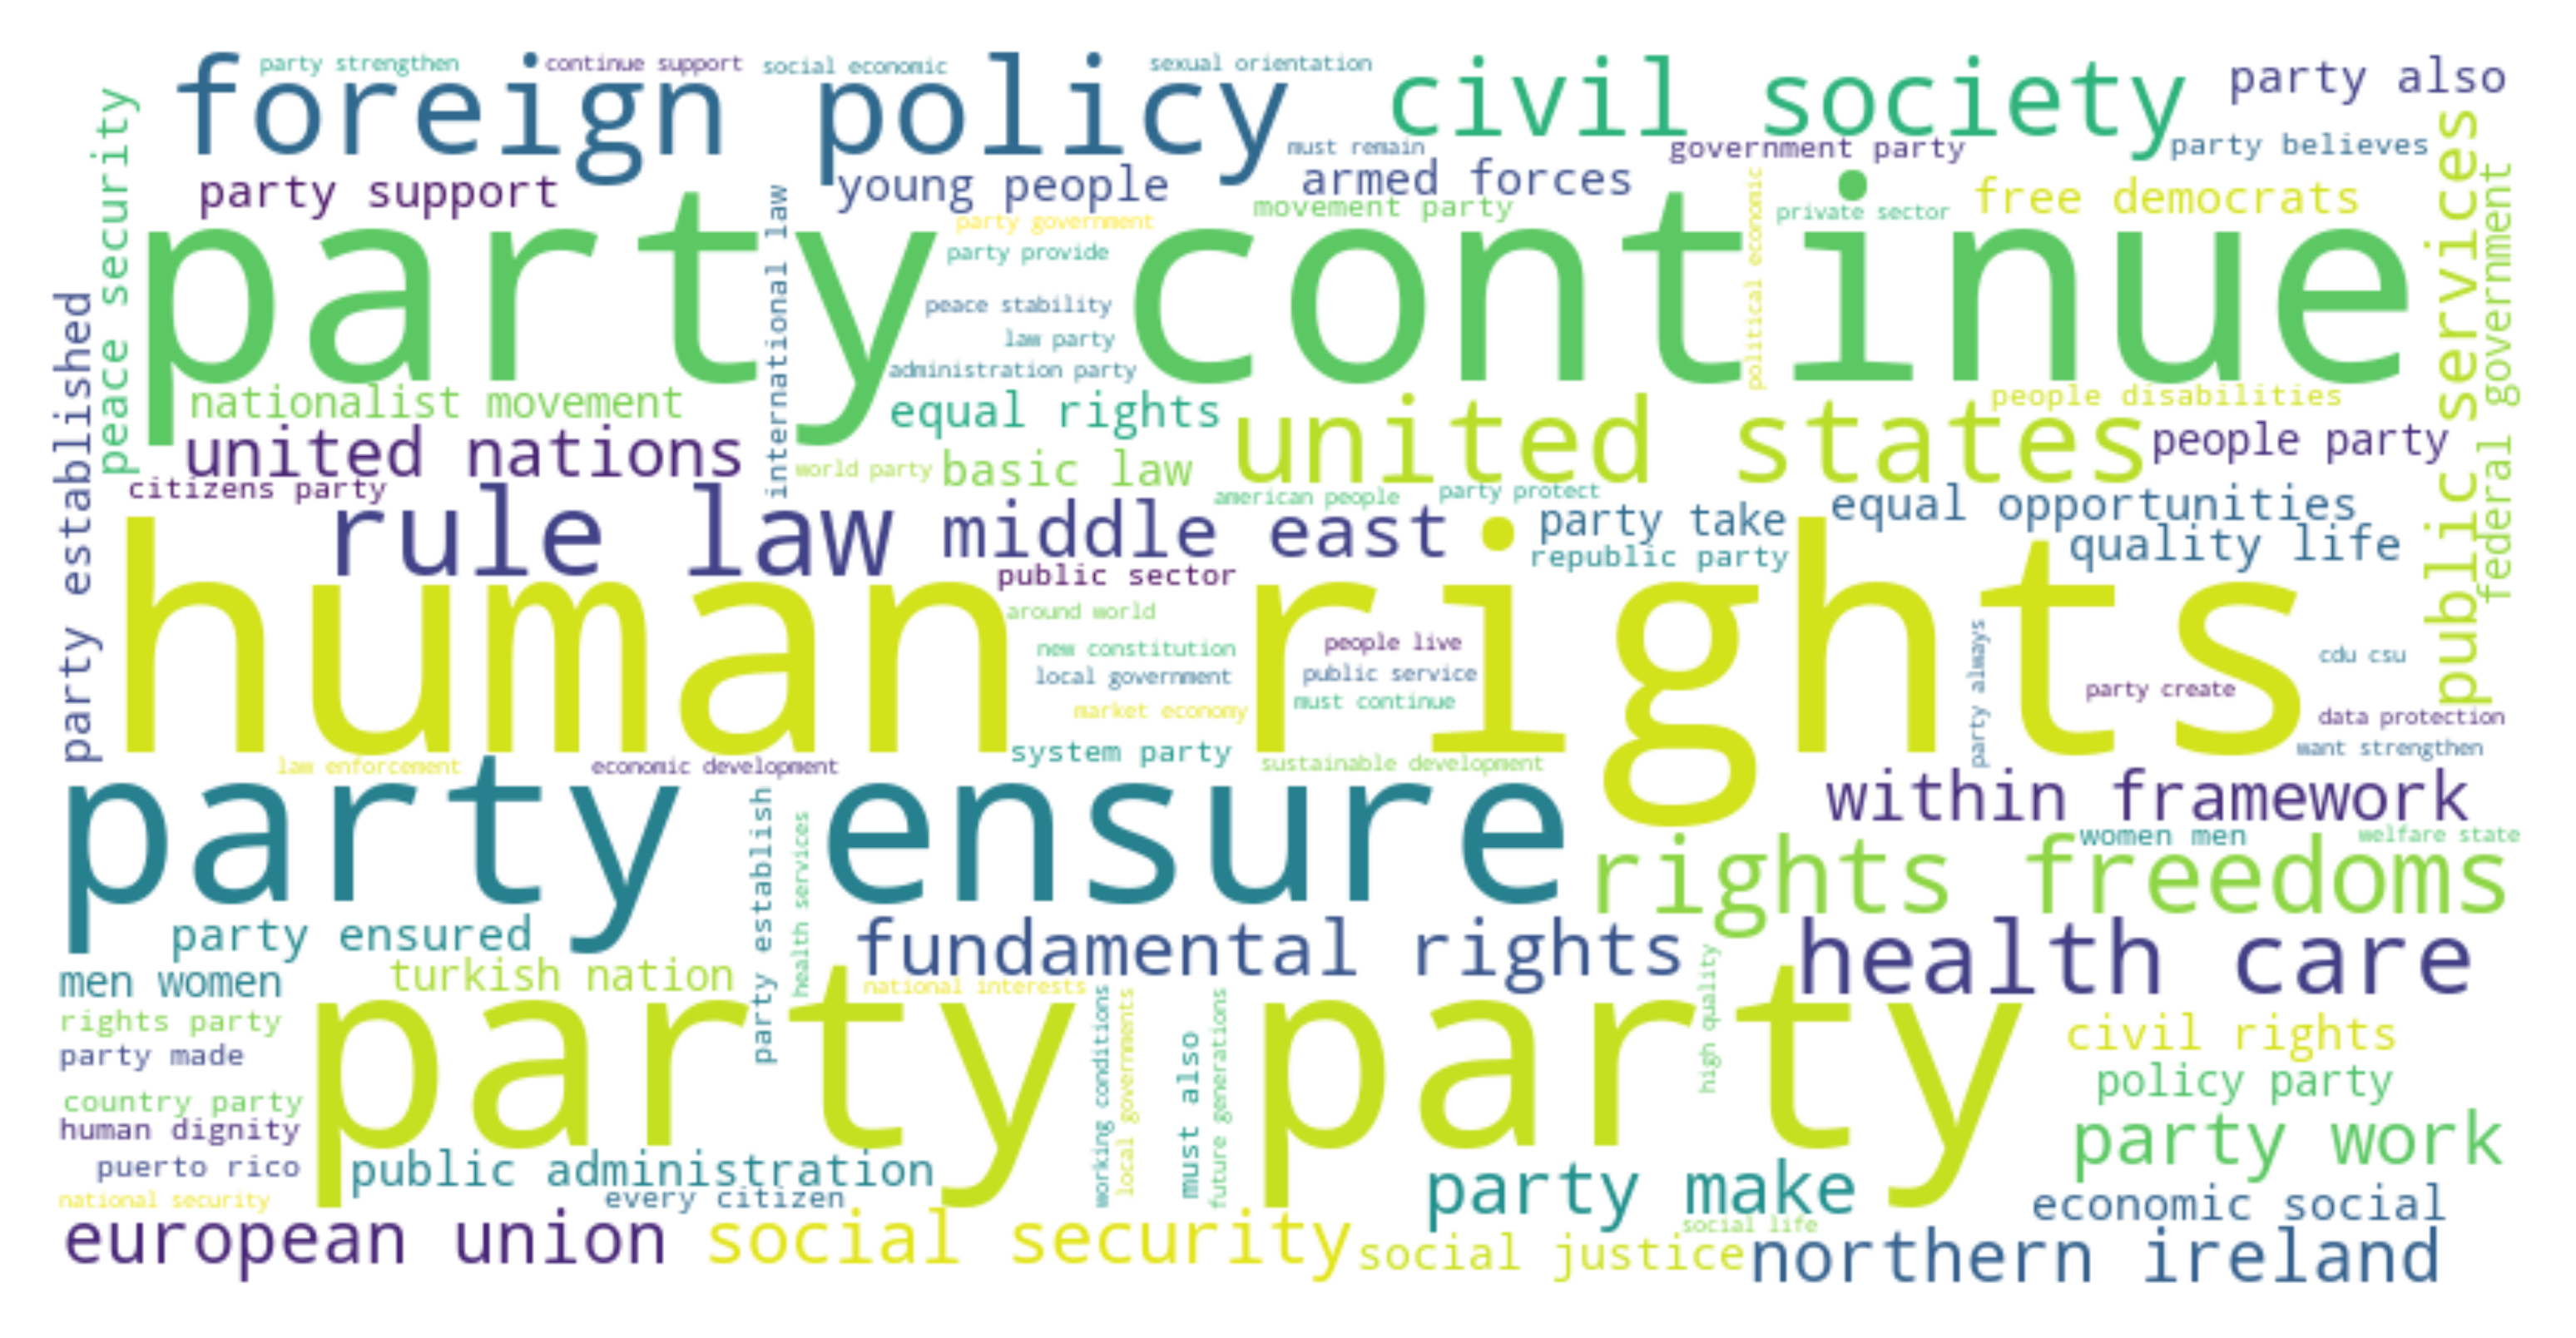 party strengthen
continue support
social economic
sexual orientation
foreign policy
civil society
party also
must remain
government party
party believes
peace security
party support
young people
armed forces
free democrats
public services
federal government
international law
party government
movement party
private sector
political economic
party provide
party continue
peace stability
law party
administration party
party established
nationalist movement
equal rights
united states
people disabilities
united nations
people party
world party
basic law
citizens party
american people
party protect
equal opportunities
rule law
middle east
party take
quality life
republic party
public sector
human rights
around world
new constitution
people live
local government
public service
party always
cdu csu
must continue
party create
market economy
data protection
system party
want strengthen
law enforcement
economic development
sustainable development
party ensure
within framework
party establish
health services
women men
welfare state
rights freedoms
party ensured
fundamental rights
health care
men women
turkish nation
national interests
high quality
party party
working conditions
local governments
must also
future generations
rights party
civil rights
party made
policy party
country party
human dignity
party work
puerto rico
public administration
party make
national security
every citizen
economic social
european union
social security
social life
social justice
northern ireland